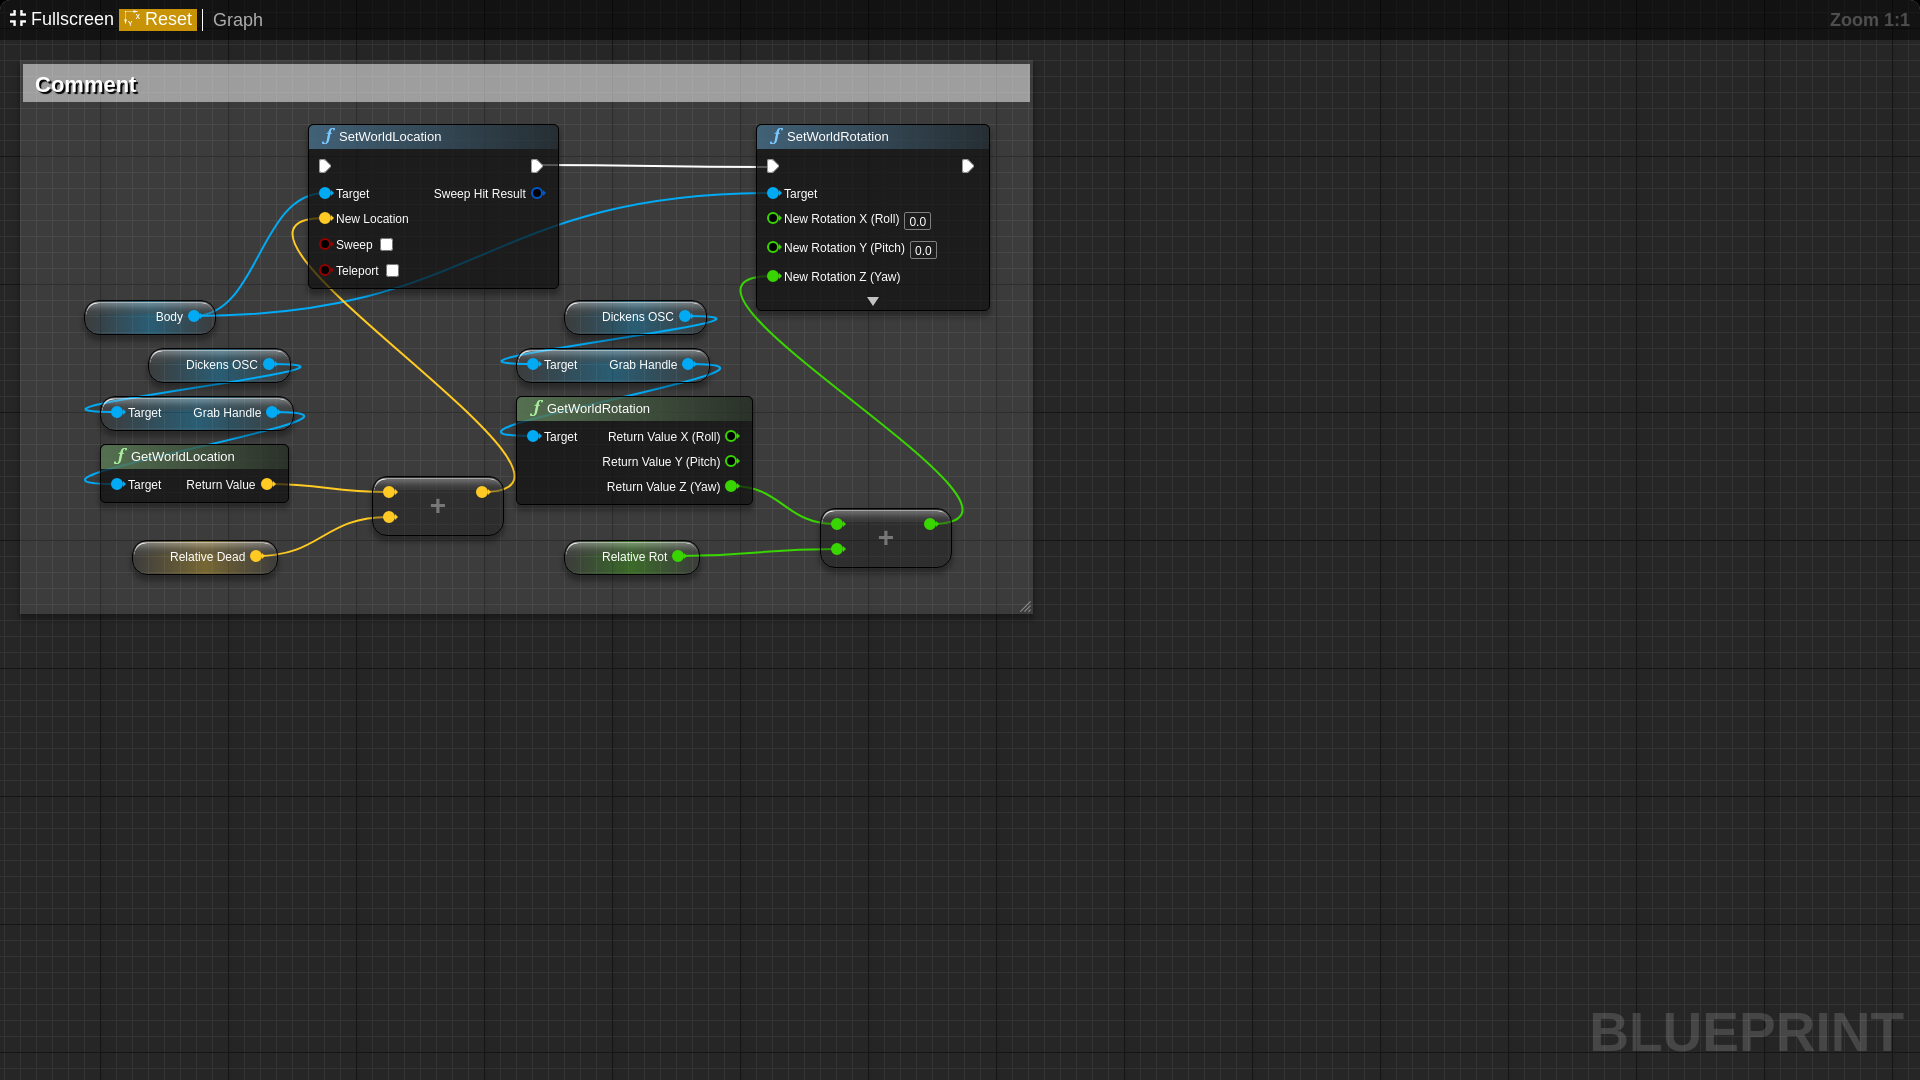 Fullscreen Reset Graph Zoom 1:1
Comment
SetWorldLocation
Target Sweep Hit Result
New Location
Sweep
Teleport
SetWorldRotation
Target
New Rotation X (Roll) 0.0
New Rotation Y (Pitch) 0.0
New Rotation Z (Yaw)
Body
Dickens OSC
Target Grab Handle
GetWorldLocation
Target Return Value
Relative Dead
+
Dickens OSC
Target Grab Handle
GetWorldRotation
Target Return Value X (Roll)
Return Value Y (Pitch)
Return Value Z (Yaw)
Relative Rot
+
BLUEPRINT